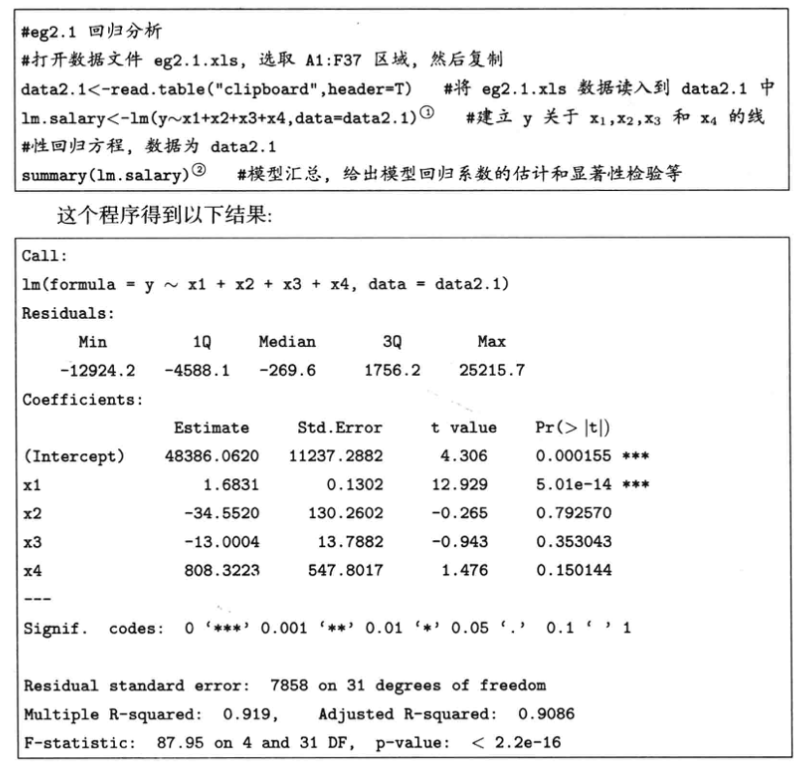 #eg2.1 回归分析
#打开数据文件 eg2.1.xls, 选取 A1:F37 区域, 然后复制
data2.1<-read.table("clipboard",header=T) #将 eg2.1.xls 数据读入到 data2.1 中
lm.salary<-lm(y~x1+x2+x3+x4,data=data2.1)① #建立 y 关于 x₁,x₂,x₃ 和 x₄ 的线
#性回归方程, 数据为 data2.1
summary(lm.salary)② #模型汇总, 给出模型回归系数的估计和显著性检验等
这个程序得到以下结果:
Call:
lm(formula = y ~ x1 + x2 + x3 + x4, data = data2.1)
Residuals:
Min 1Q Median 3Q Max
-12924.2 -4588.1 -269.6 1756.2 25215.7
Coefficients:
Estimate Std.Error t value Pr(> |t|)
(Intercept) 48386.0620 11237.2882 4.306 0.000155 ***
x1 1.6831 0.1302 12.929 5.01e-14 ***
x2 -34.5520 130.2602 -0.265 0.792570
x3 -13.0004 13.7882 -0.943 0.353043
x4 808.3223 547.8017 1.476 0.150144
---
Signif. codes: 0 ‘***’ 0.001 ‘**’ 0.01 ‘*’ 0.05 ‘.’ 0.1 ‘ ’ 1
Residual standard error: 7858 on 31 degrees of freedom
Multiple R-squared: 0.919, Adjusted R-squared: 0.9086
F-statistic: 87.95 on 4 and 31 DF, p-value: < 2.2e-16